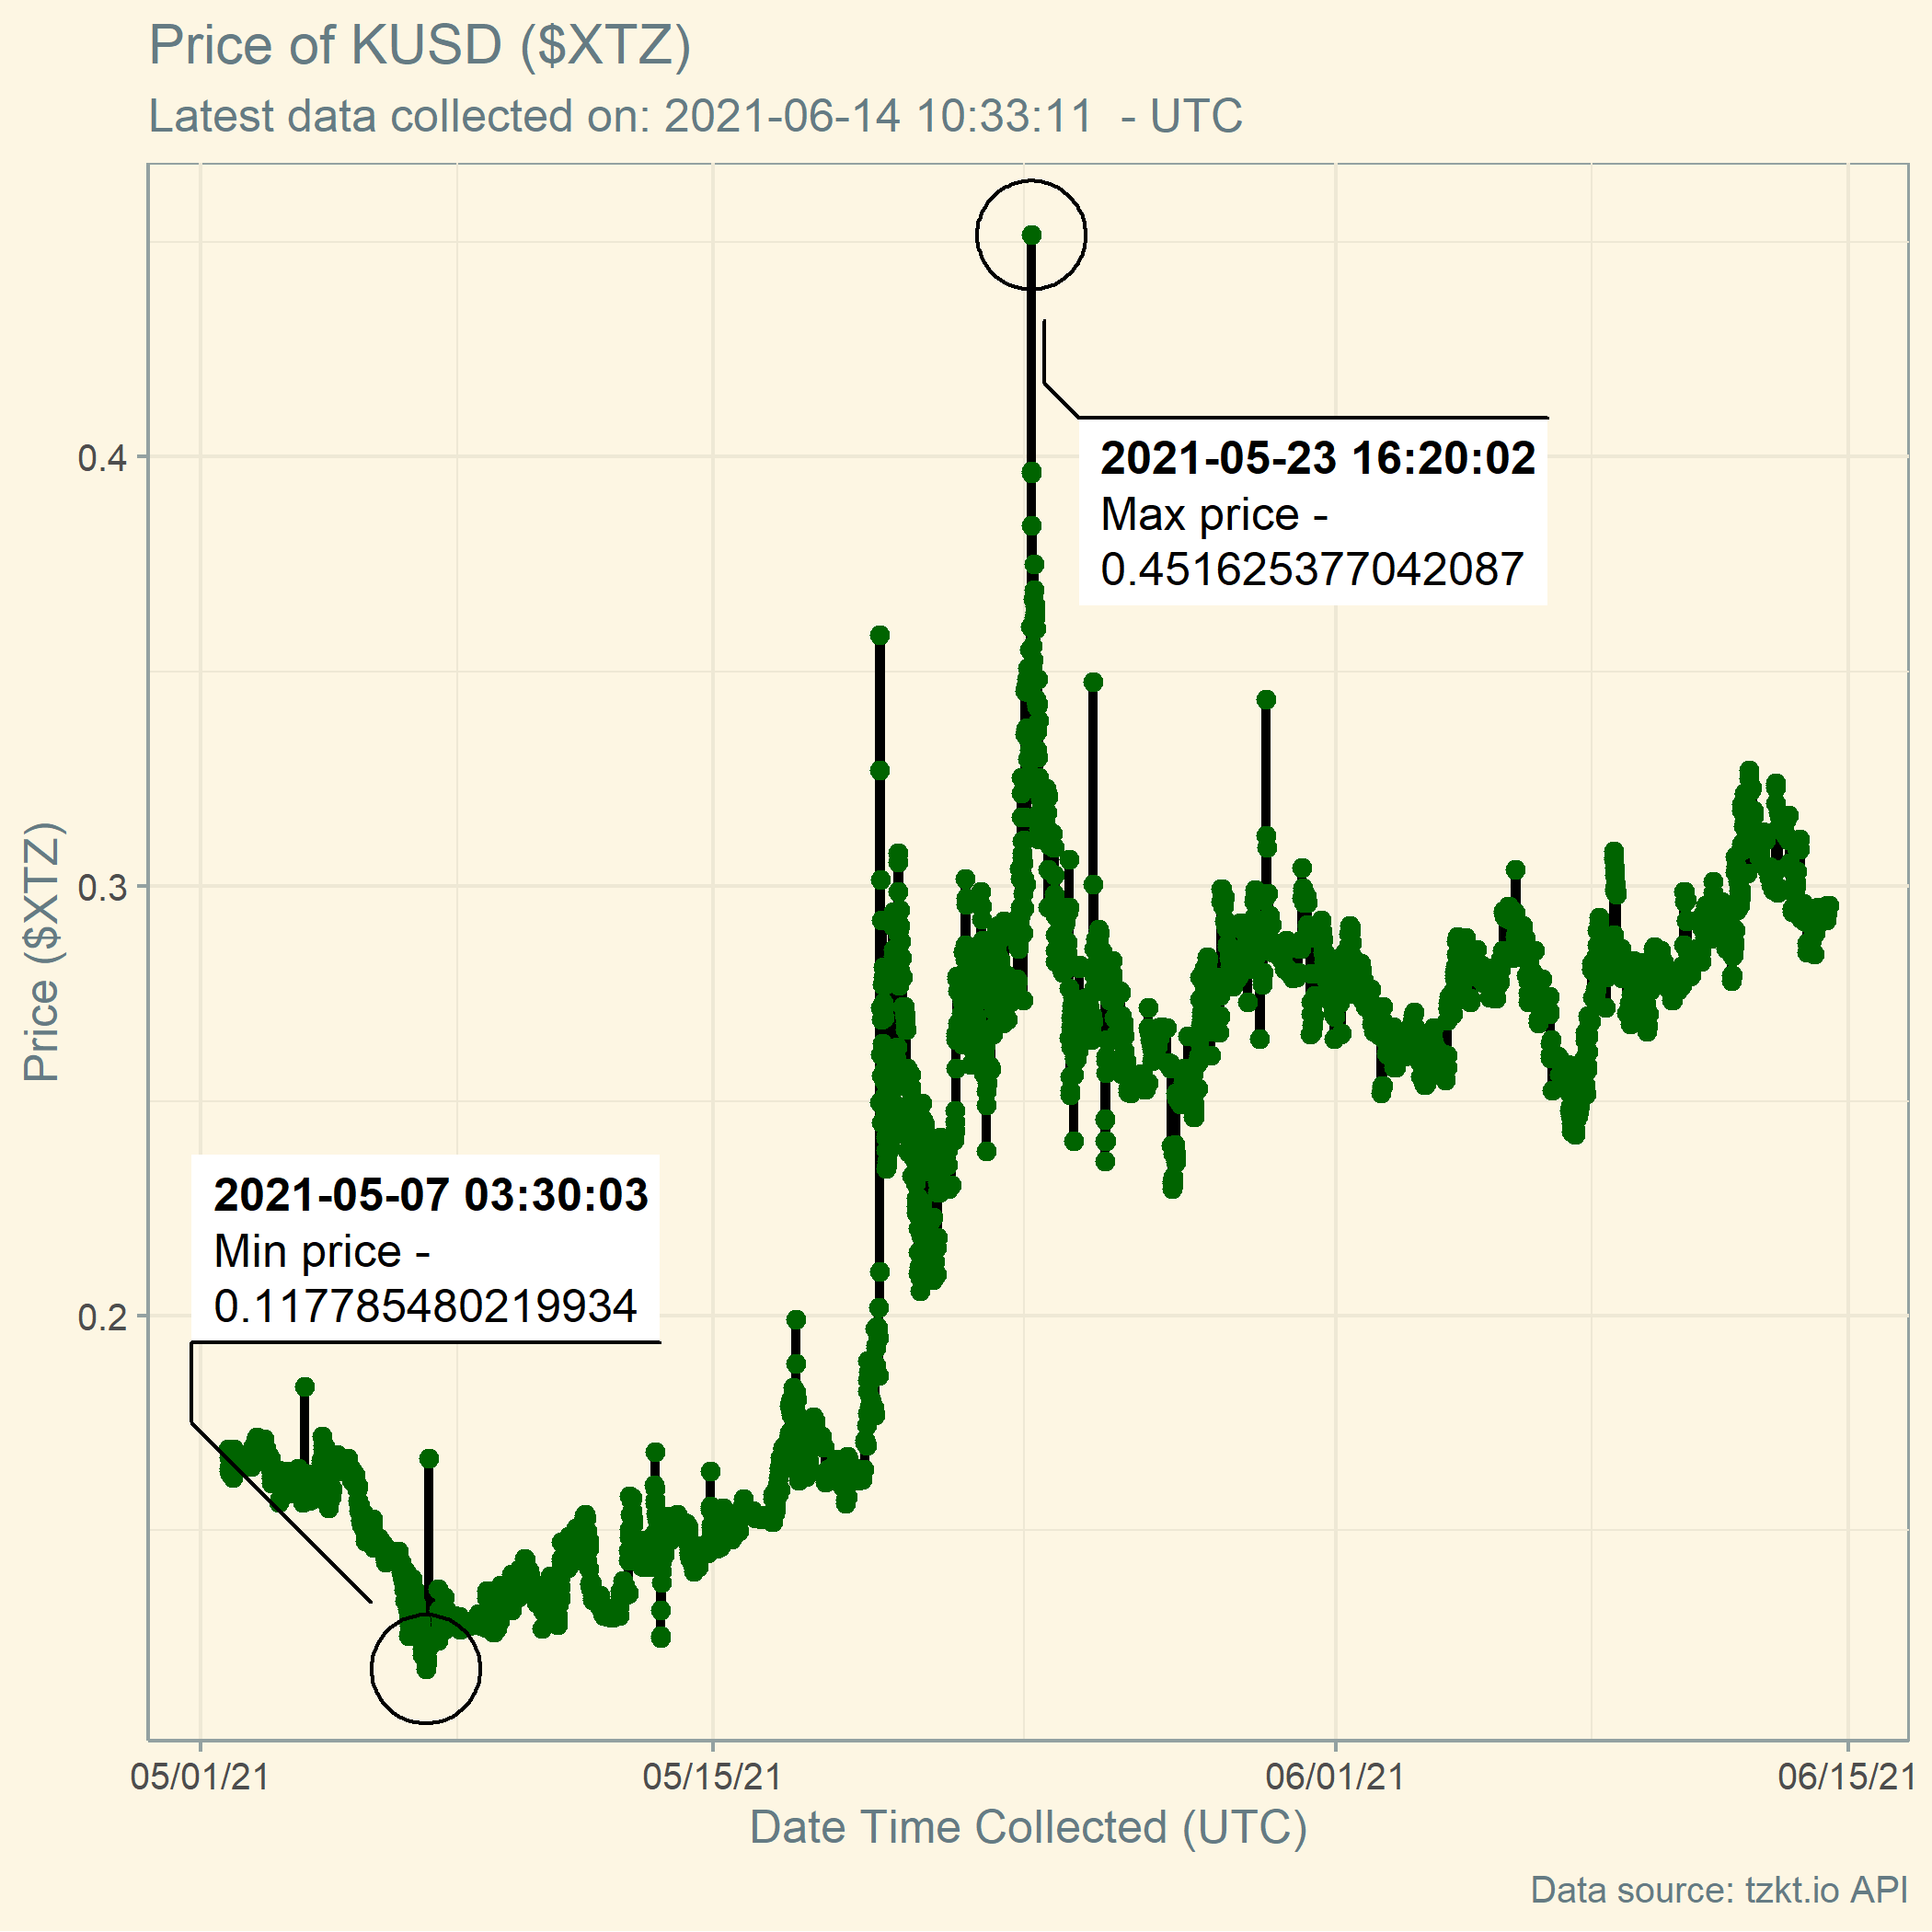 Price of KUSD ($XTZ)
Latest data collected on: 2021-06-14 10:33:11  - UTC
2021-05-23 16:20:02
Max price -
0.451625377042087
2021-05-07 03:30:03
Min price -
0.117785480219934
Price ($XTZ)
0.4
0.3
0.2
05/01/21
05/15/21
06/01/21
06/15/21
Date Time Collected (UTC)
Data source: tzkt.io API